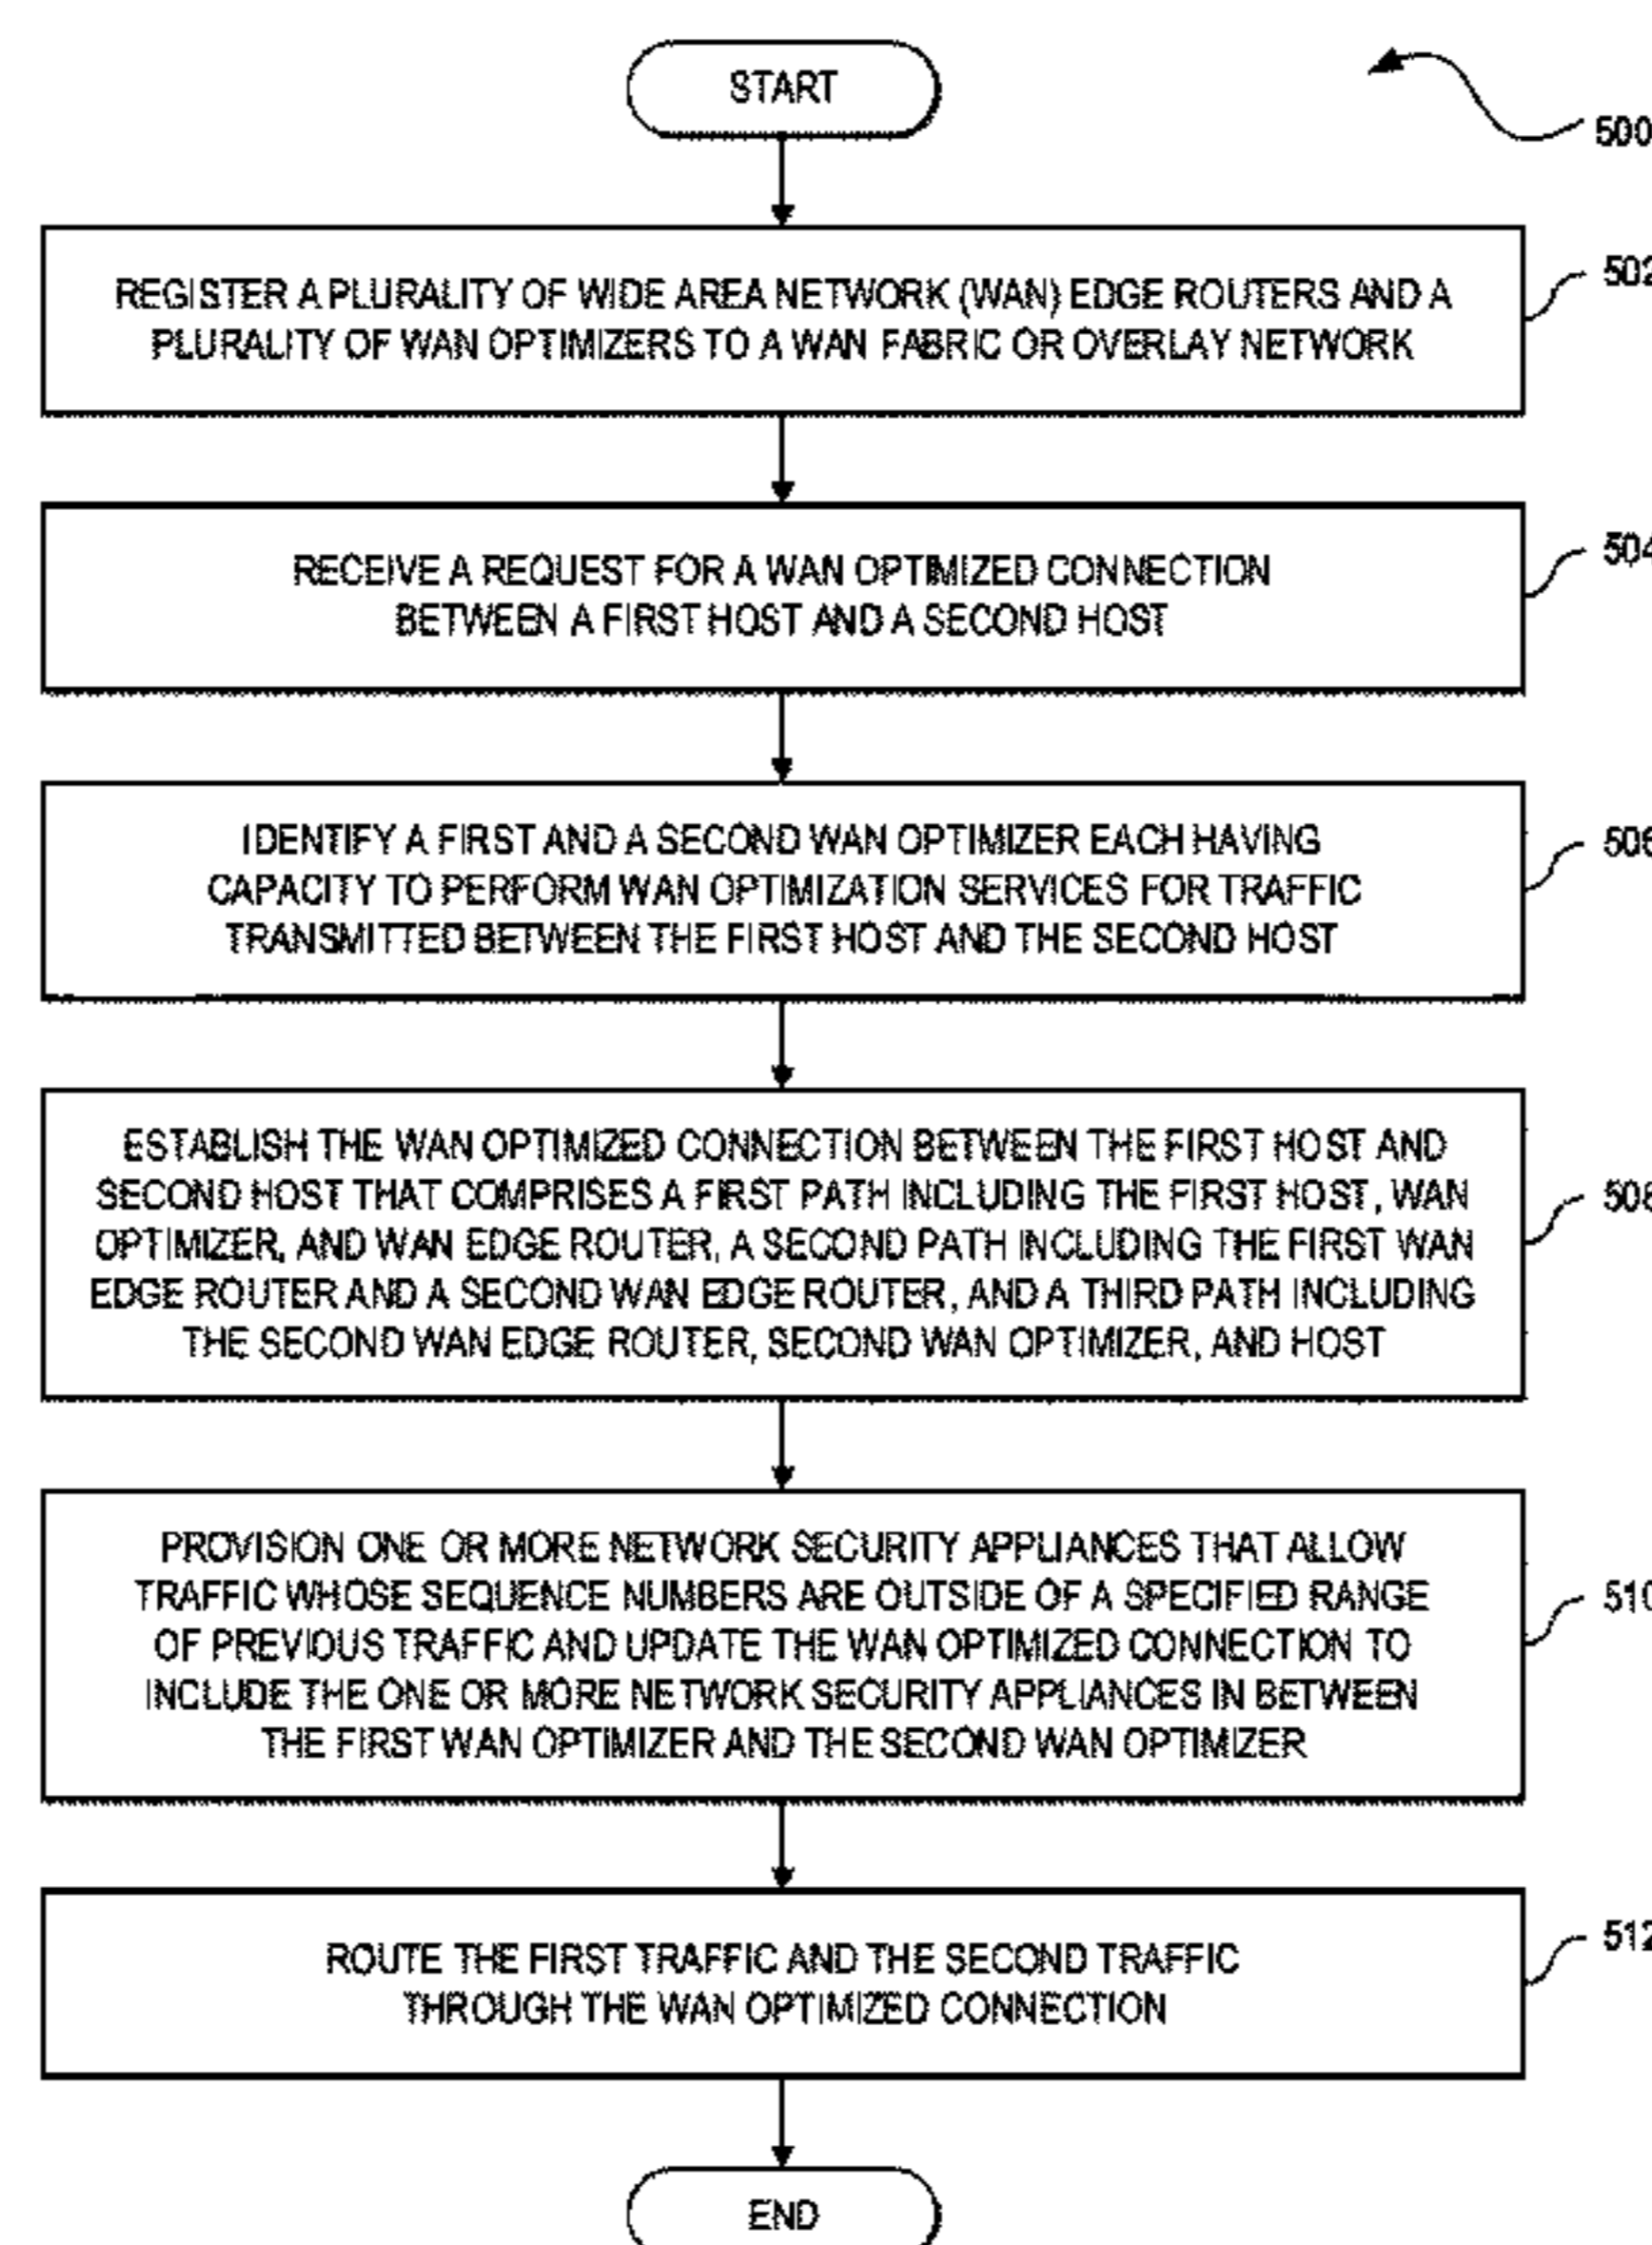 START
500
REGISTER A PLURALITY OF WIDE AREA NETWORK (WAN) EDGE ROUTERS AND A
PLURALITY OF WAN OPTIMIZERS TO A WAN FABRIC OR OVERLAY NETWORK
502
RECEIVE A REQUEST FOR A WAN OPTIMIZED CONNECTION
BETWEEN A FIRST HOST AND A SECOND HOST
504
IDENTIFY A FIRST AND A SECOND WAN OPTIMIZER EACH HAVING
CAPACITY TO PERFORM WAN OPTIMIZATION SERVICES FOR TRAFFIC
TRANSMITTED BETWEEN THE FIRST HOST AND THE SECOND HOST
506
ESTABLISH THE WAN OPTIMIZED CONNECTION BETWEEN THE FIRST HOST AND
SECOND HOST THAT COMPRISES A FIRST PATH INCLUDING THE FIRST HOST, WAN
OPTIMIZER, AND WAN EDGE ROUTER, A SECOND PATH INCLUDING THE FIRST WAN
EDGE ROUTER AND A SECOND WAN EDGE ROUTER, AND A THIRD PATH INCLUDING
THE SECOND WAN EDGE ROUTER, SECOND WAN OPTIMIZER, AND HOST
508
PROVISION ONE OR MORE NETWORK SECURITY APPLIANCES THAT ALLOW
TRAFFIC WHOSE SEQUENCE NUMBERS ARE OUTSIDE OF A SPECIFIED RANGE
OF PREVIOUS TRAFFIC AND UPDATE THE WAN OPTIMIZED CONNECTION TO
INCLUDE THE ONE OR MORE NETWORK SECURITY APPLIANCES IN BETWEEN
THE FIRST WAN OPTIMIZER AND THE SECOND WAN OPTIMIZER
510
ROUTE THE FIRST TRAFFIC AND THE SECOND TRAFFIC
THROUGH THE WAN OPTIMIZED CONNECTION
512
END